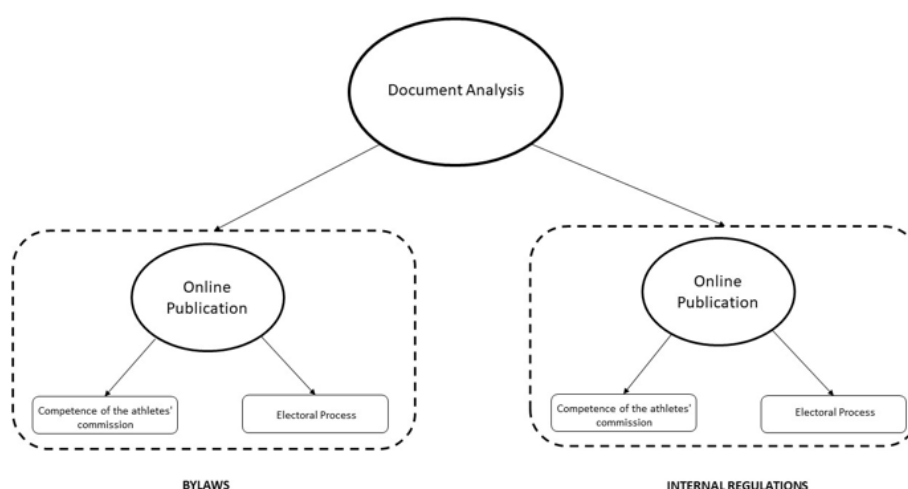 Document Analysis
Online
Publication
Competence of the athletes'
commission
Electoral Process
BYLAWS
Online
Publication
Competence of the athletes'
commission
Electoral Process
INTERNAL REGULATIONS